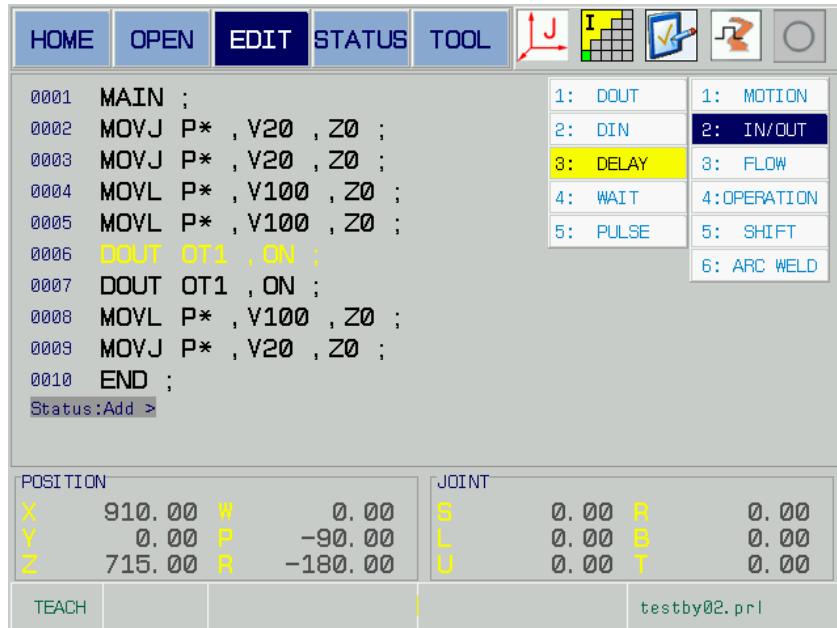 HOME OPEN EDIT STATUS TOOL J I
0001 MAIN ;
0002 MOVJ P* , V20 , Z0 ;
0003 MOVJ P* , V20 , Z0 ;
0004 MOVL P* , V100 , Z0 ;
0005 MOVL P* , V100 , Z0 ;
0006 DOUT OT1 , ON ;
0007 DOUT OT1 , ON ;
0008 MOVL P* , V100 , Z0 ;
0009 MOVJ P* , V20 , Z0 ;
0010 END ;
Status:Add >
1: DOUT
2: DIN
3: DELAY
4: WAIT
5: PULSE
1: MOTION
2: IN/OUT
3: FLOW
4:OPERATION
5: SHIFT
6: ARC WELD
POSITION
X 910.00 W 0.00
Y 0.00 P -90.00
Z 715.00 R -180.00
JOINT
S 0.00 R 0.00
L 0.00 B 0.00
U 0.00 T 0.00
TEACH testby02.prl